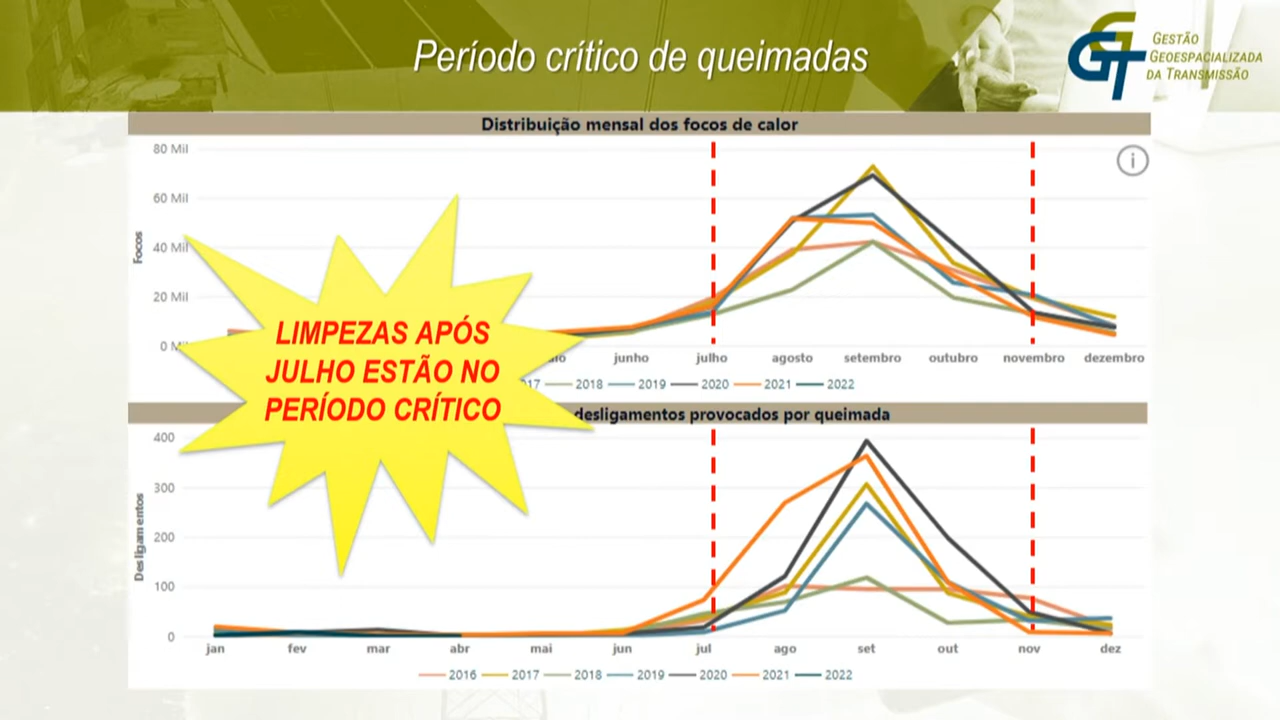 Período crítico de queimadas
GESTÃO
GEOESPACIALIZADA
DA TRANSMISSÃO
GT
Distribuição mensal dos focos de calor
i
80 Mil
60 Mil
40 Mil
20 Mil
Focos
junho julho agosto setembro outubro novembro dezembro
2018 2019 2020 2021 2022
LIMPEZAS APÓS
JULHO ESTÃO NO
PERÍODO CRÍTICO
desligamentos provocados por queimada
400
300
200
100
0
Desligamentos
jan fev mar abr mai jun jul ago set out nov dez
2016 2017 2018 2019 2020 2021 2022